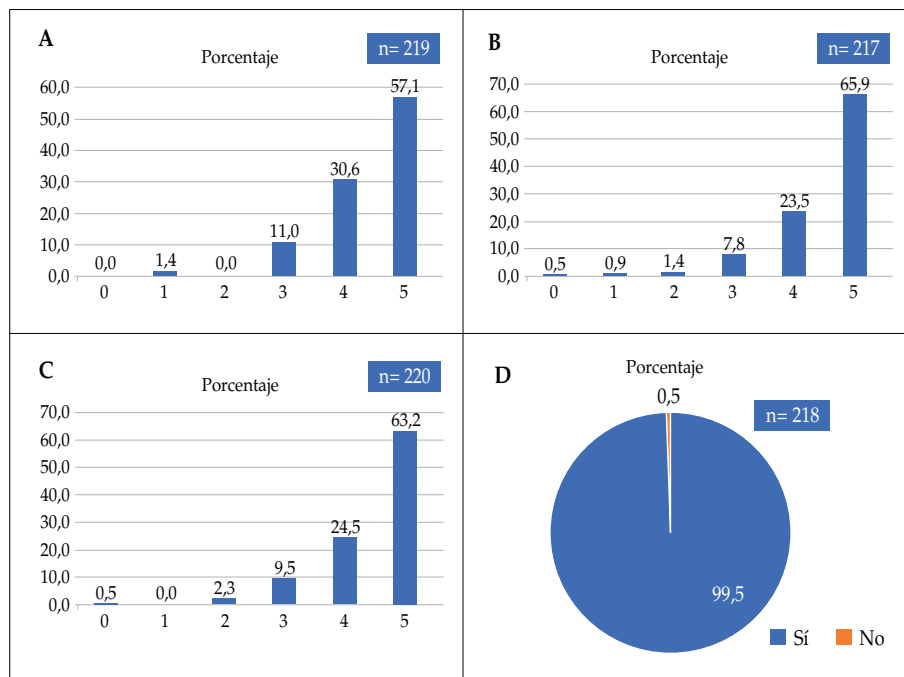 A
n= 219
Porcentaje
60,0
50,0
40,0
30,0
20,0
10,0
0,0
0,0
1,4
0,0
11,0
30,6
57,1
0 1 2 3 4 5
B
n= 217
Porcentaje
70,0
60,0
50,0
40,0
30,0
20,0
10,0
0,0
0,5
0,9
1,4
7,8
23,5
65,9
0 1 2 3 4 5
C
n= 220
Porcentaje
70,0
60,0
50,0
40,0
30,0
20,0
10,0
0,0
0,5
0,0
2,3
9,5
24,5
63,2
0 1 2 3 4 5
D
Porcentaje
0,5
n= 218
99,5
Sí No